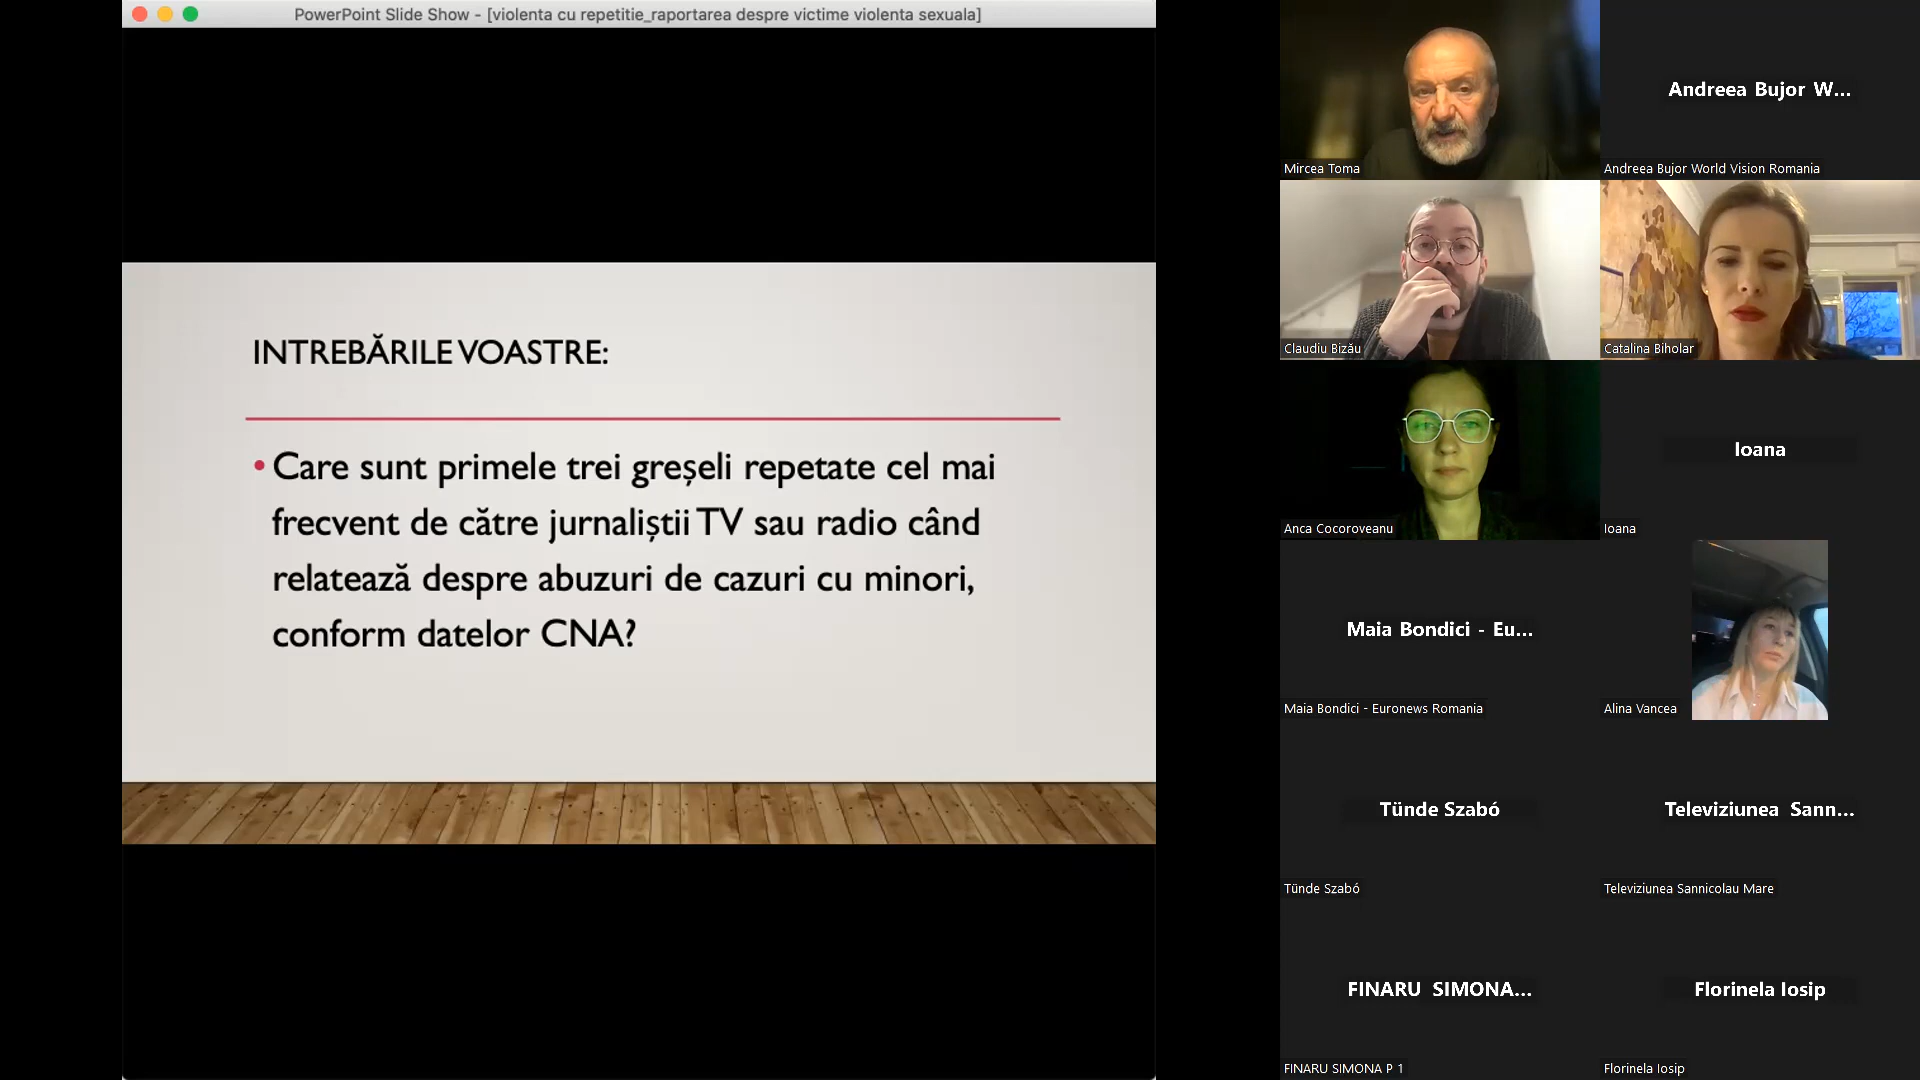 PowerPoint Slide Show - [violenta cu repetitie_raportarea despre victime violenta sexuala]
INTREBĂRILE VOASTRE:
• Care sunt primele trei greșeli repetate cel mai
frecvent de către jurnaliștii TV sau radio când
relatează despre abuzuri de cazuri cu minori,
conform datelor CNA?
Mircea Toma
Andreea Bujor W...
Andreea Bujor World Vision Romania
Claudiu Bizău
Catalina Biholar
Anca Cocoroveanu
Ioana
Ioana
Maia Bondici - Eu...
Maia Bondici - Euronews Romania
Alina Vancea
Tünde Szabó
Tünde Szabó
Televiziunea Sann...
Televiziunea Sannicolau Mare
FINARU SIMONA...
FINARU SIMONA P 1
Florinela Iosip
Florinela Iosip